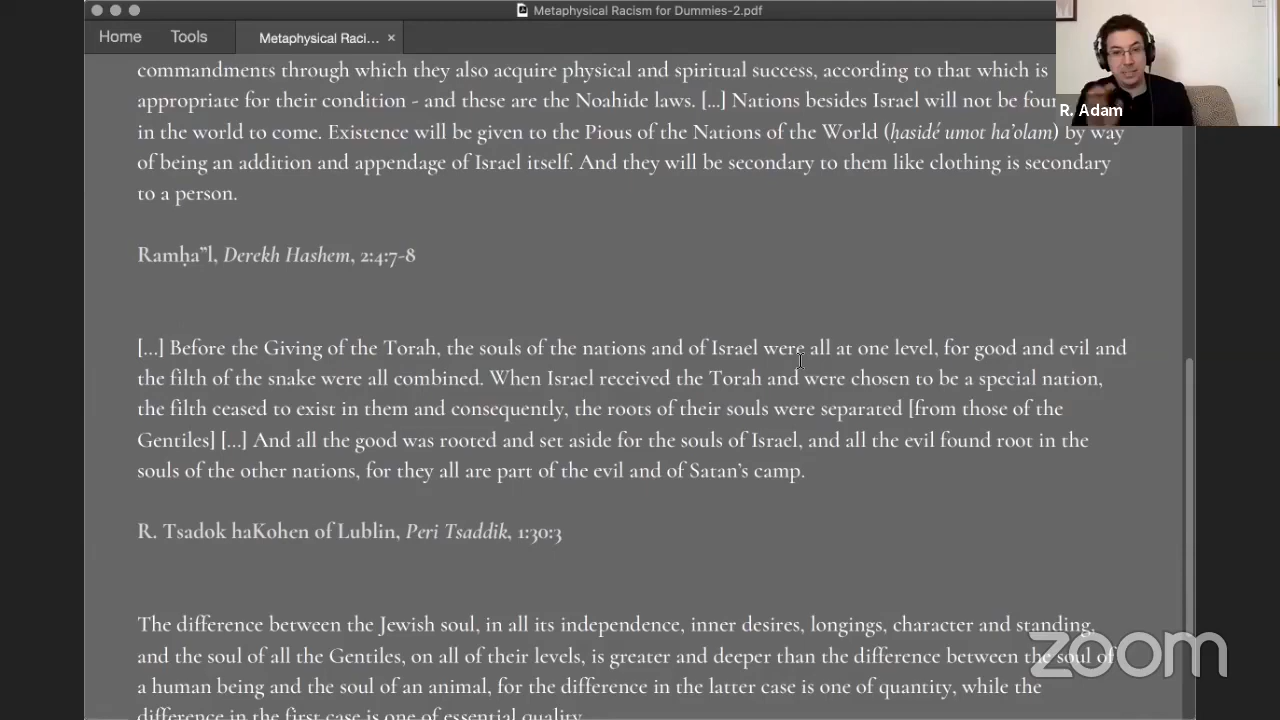 Metaphysical Racism for Dummies-2.pdf
Home Tools Metaphysical Raci... ×
R. Adam
commandments through which they also acquire physical and spiritual success, according to that which is
appropriate for their condition - and these are the Noahide laws. [...] Nations besides Israel will not be
in the world to come. Existence will be given to the Pious of the Nations of the World (ḥasidé umot ha’olam) by way
of being an addition and appendage of Israel itself. And they will be secondary to them like clothing is secondary
to a person.
Ramḥa”l, Derekh Hashem, 2:4:7-8
[...] Before the Giving of the Torah, the souls of the nations and of Israel were all at one level, for good and evil and
the filth of the snake were all combined. When Israel received the Torah and were chosen to be a special nation,
the filth ceased to exist in them and consequently, the roots of their souls were separated [from those of the
Gentiles] [...] And all the good was rooted and set aside for the souls of Israel, and all the evil found root in the
souls of the other nations, for they all are part of the evil and of Satan’s camp.
R. Tsadok haKohen of Lublin, Peri Tsaddik, 1:30:3
The difference between the Jewish soul, in all its independence, inner desires, longings, character and standing,
and the soul of all the Gentiles, on all of their levels, is greater and deeper than the difference between the soul of
a human being and the soul of an animal, for the difference in the latter case is one of quantity, while the
difference in the first case is one of essential quality.
zoom